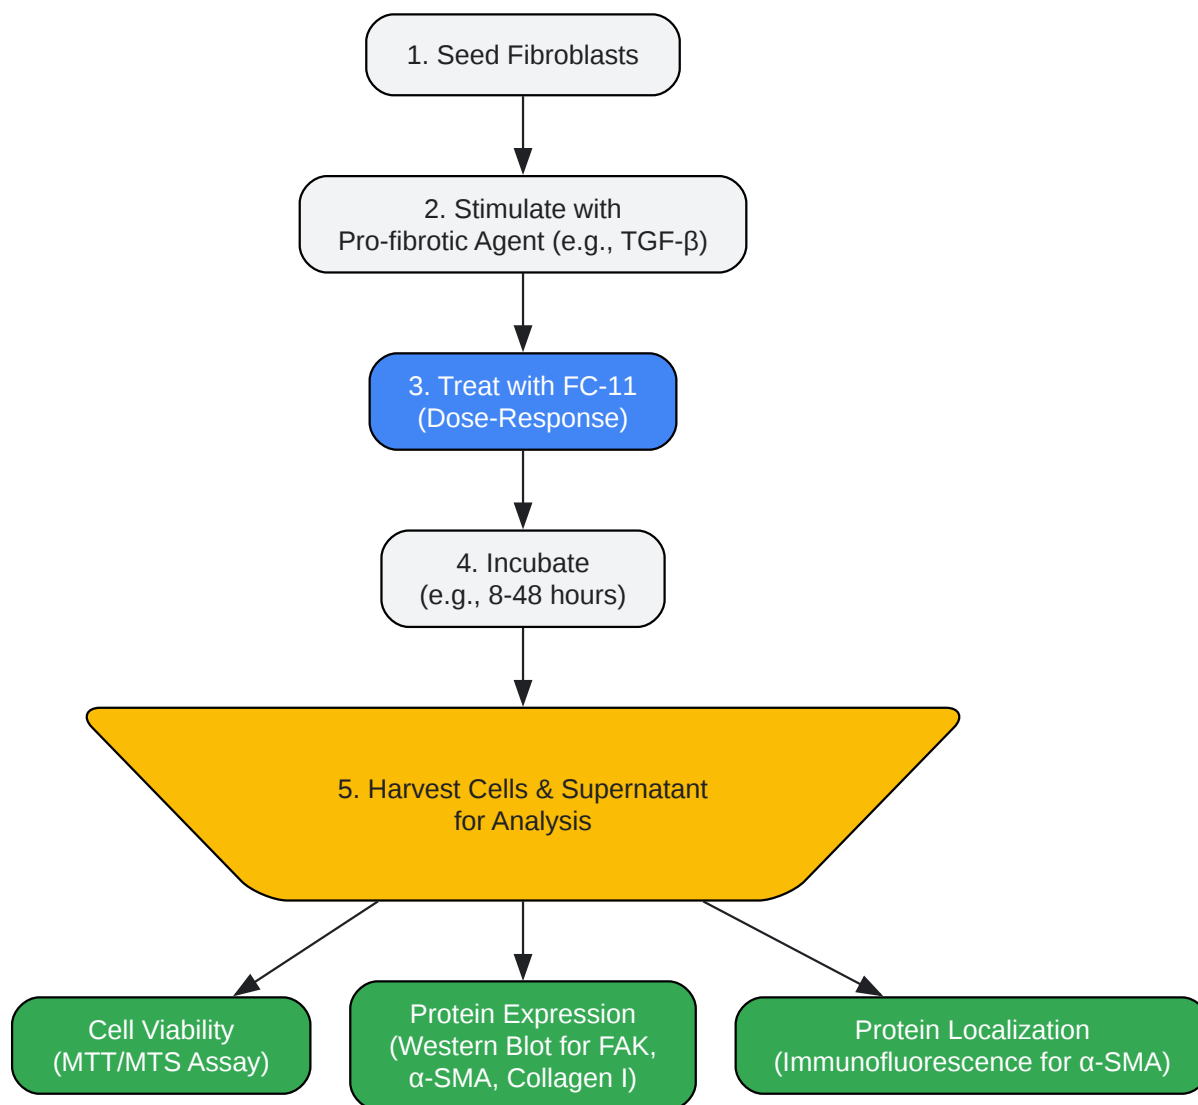 1. Seed Fibroblasts
2. Stimulate with
Pro-fibrotic Agent (e.g., TGF-β)
3. Treat with FC-11
(Dose-Response)
4. Incubate
(e.g., 8-48 hours)
5. Harvest Cells & Supernatant
for Analysis
Cell Viability
(MTT/MTS Assay)
Protein Expression
(Western Blot for FAK,
α-SMA, Collagen I)
Protein Localization
(Immunofluorescence for α-SMA)